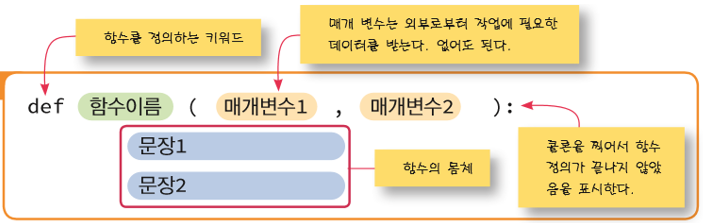 함수를 정의하는 키워드
매개 변수는 외부로부터 작업에 필요한
데이터를 받는다. 없어도 된다.
def 함수이름 ( 매개변수1 , 매개변수2 ):
문장1
문장2
함수의 몸체
콜론을 찍어서 함수
정의가 끝나지 않았
음을 표시한다.